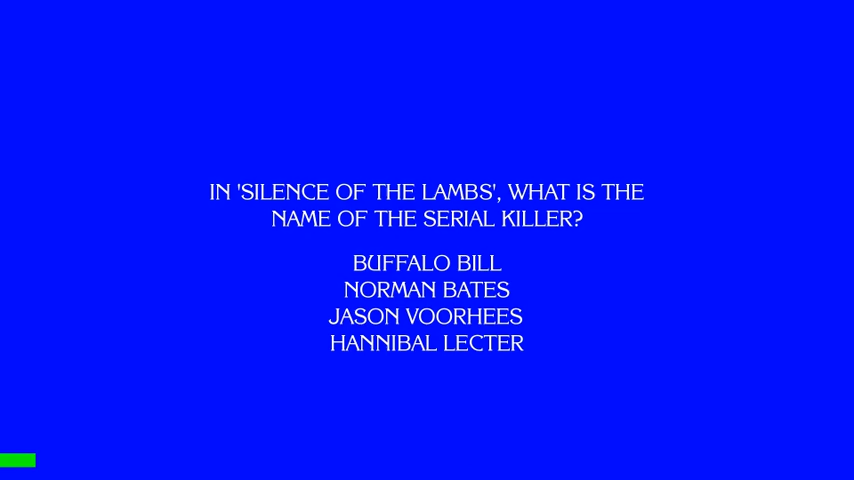 IN 'SILENCE OF THE LAMBS', WHAT IS THE
NAME OF THE SERIAL KILLER?
BUFFALO BILL
NORMAN BATES
JASON VOORHEES
HANNIBAL LECTER